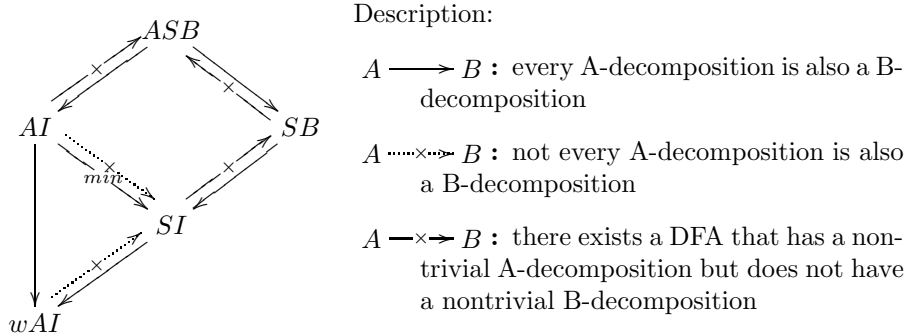 Description:
ASB
A → B : every A-decomposition is also a B-
decomposition
AI
SB
A ⋯×⋯> B : not every A-decomposition is also
a B-decomposition
min
SI
A —×→ B : there exists a DFA that has a non-
trivial A-decomposition but does not have
a nontrivial B-decomposition
wAI